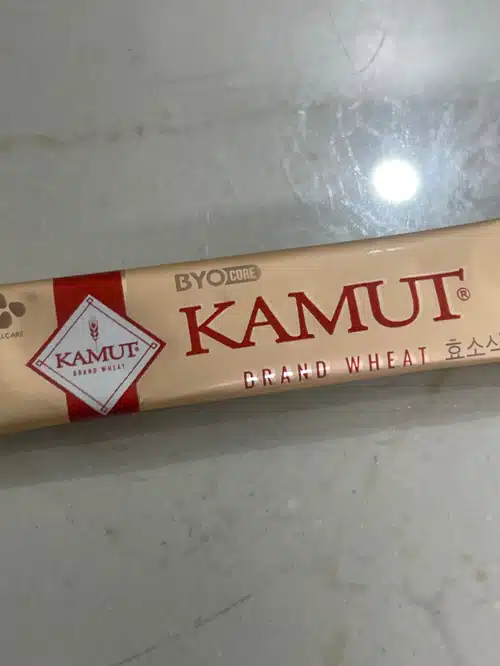 BYO CORE
KAMUT®
BRAND WHEAT 효소
KAMUT®
BRAND WHEAT